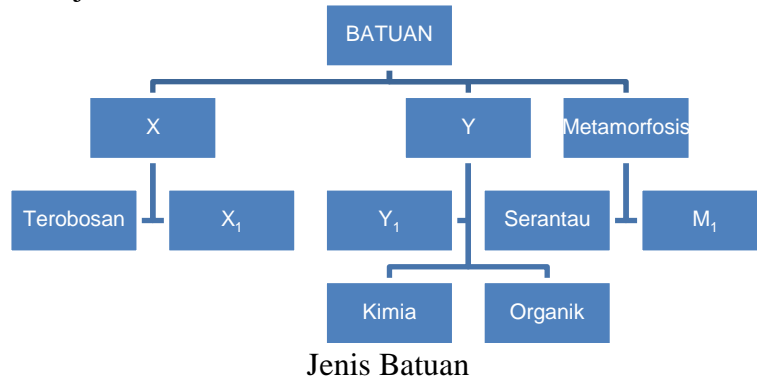 BATUAN
X
Y
Metamorfosis
Terobosan
X₁
Y₁
Serantau
M₁
Kimia
Organik
Jenis Batuan